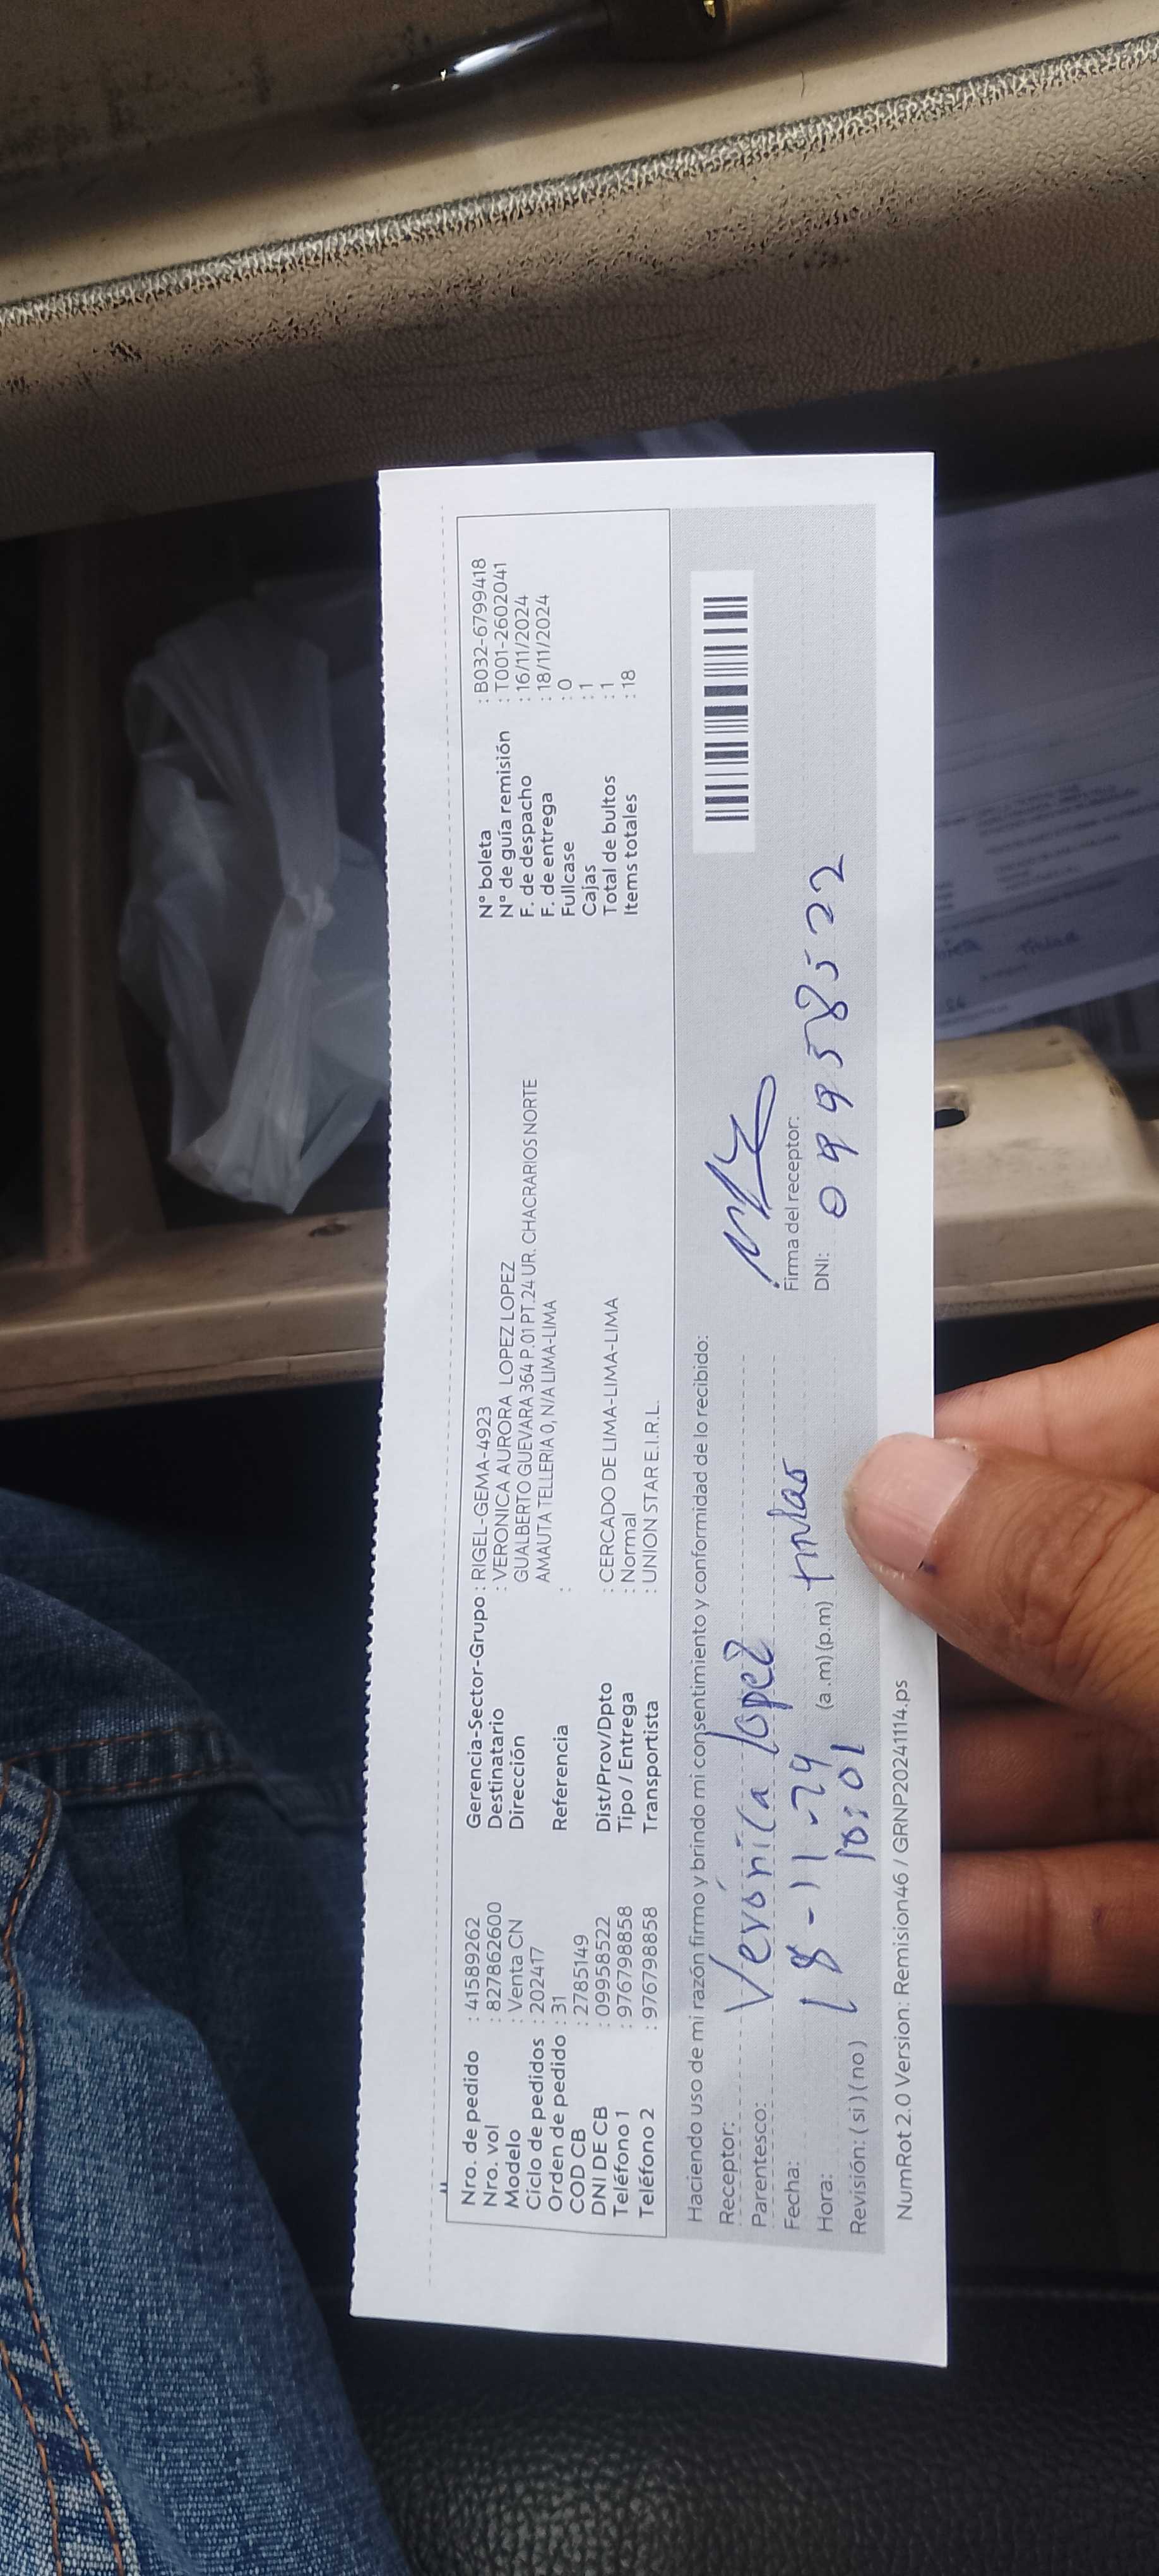 Nro. de pedido : 41589262
Nro. vol : 827862600
Modelo : Venta CN
Ciclo de pedidos : 202417
Orden de pedido : 31
COD CB : 2785149
DNI DE CB : 09958522
Teléfono 1 : 976798858
Teléfono 2 : 976798858
Gerencia-Sector-Grupo : RIGEL-GEMA-4923
Destinatario : VERONICA AURORA LOPEZ LOPEZ
Dirección GUALBERTO GUEVARA 364 P.01 PT.24 UR. CHACRARIOS NORTE
AMAUTA TELLERIA 0, N/A LIMA-LIMA
Referencia :
Dist/Prov/Dpto : CERCADO DE LIMA-LIMA-LIMA
Tipo / Entrega : Normal
Transportista : UNION STAR E.I.R.L.
N° boleta : B032-6799418
N° de guía remisión : T001-2602041
F. de despacho : 16/11/2024
F. de entrega : 18/11/2024
Fullcase : 0
Cajas : 1
Total de bultos : 1
Items totales : 18
Haciendo uso de mi razón firmo y brindo mi consentimiento y conformidad de lo recibido:
Receptor: Verónica lopez
Parentesco:
Fecha: 18-11-24
Hora: 10:01 (a.m) (p.m)
Revisión: ( si ) ( no )
Firma del receptor:
DNI: 09958522
NumRot 2.0 Version: Remision46 / GRNP20241114.ps